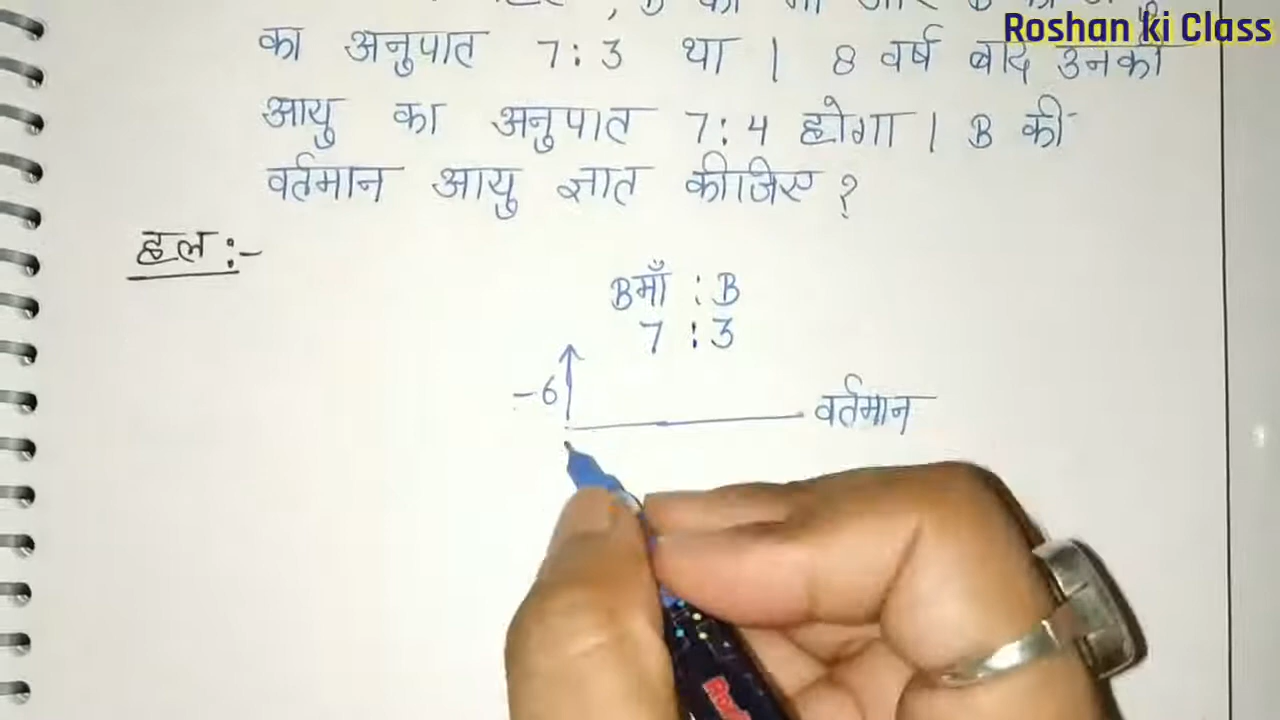 Roshan ki Class
का अनुपात 7:3 था । 8 वर्ष बाद उनकी
आयु का अनुपात 7:4 होगा । B की
वर्तमान आयु ज्ञात कीजिए ?
हल :-
Bमाँ : B
7 : 3
-6
वर्तमान